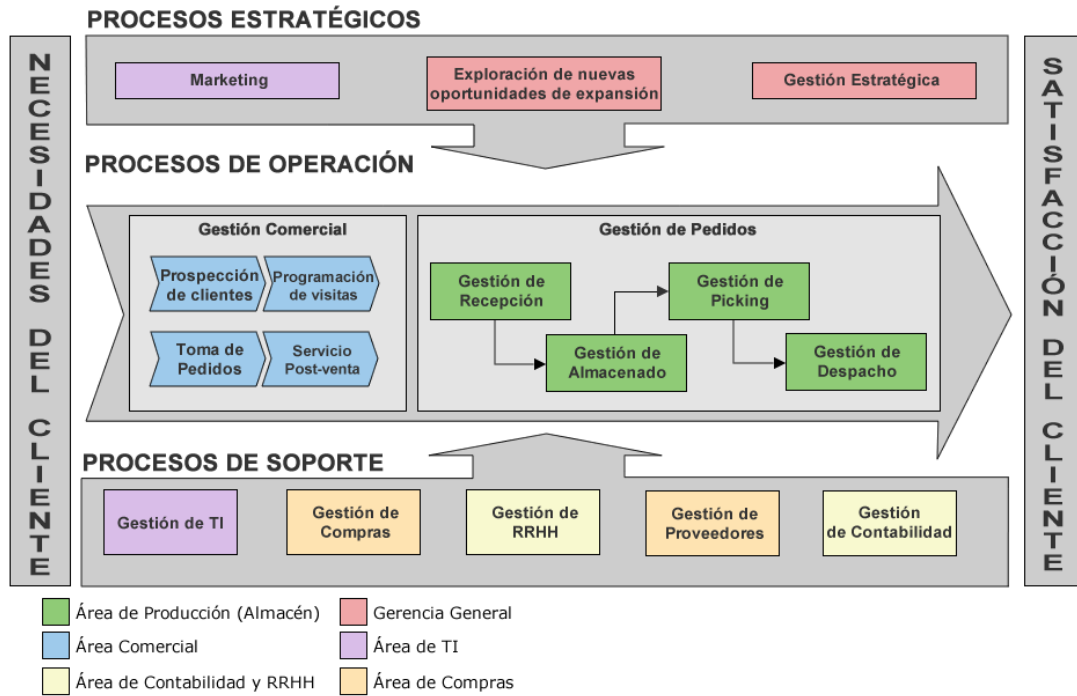 PROCESOS ESTRATÉGICOS
NECESIDADES DEL CLIENTE
Marketing
Exploración de nuevas
oportunidades de expansión
Gestión Estratégica
SATISFACCIÓN DEL CLIENTE
PROCESOS DE OPERACIÓN
Gestión Comercial
Prospección
de clientes
Programación
de visitas
Toma de
Pedidos
Servicio
Post-venta
Gestión de Pedidos
Gestión de
Recepción
Gestión de
Almacenado
Gestión de
Picking
Gestión de
Despacho
PROCESOS DE SOPORTE
Gestión de TI
Gestión de
Compras
Gestión de
RRHH
Gestión de
Proveedores
Gestión
de Contabilidad
Área de Producción (Almacén)
Gerencia General
Área Comercial
Área de TI
Área de Contabilidad y RRHH
Área de Compras